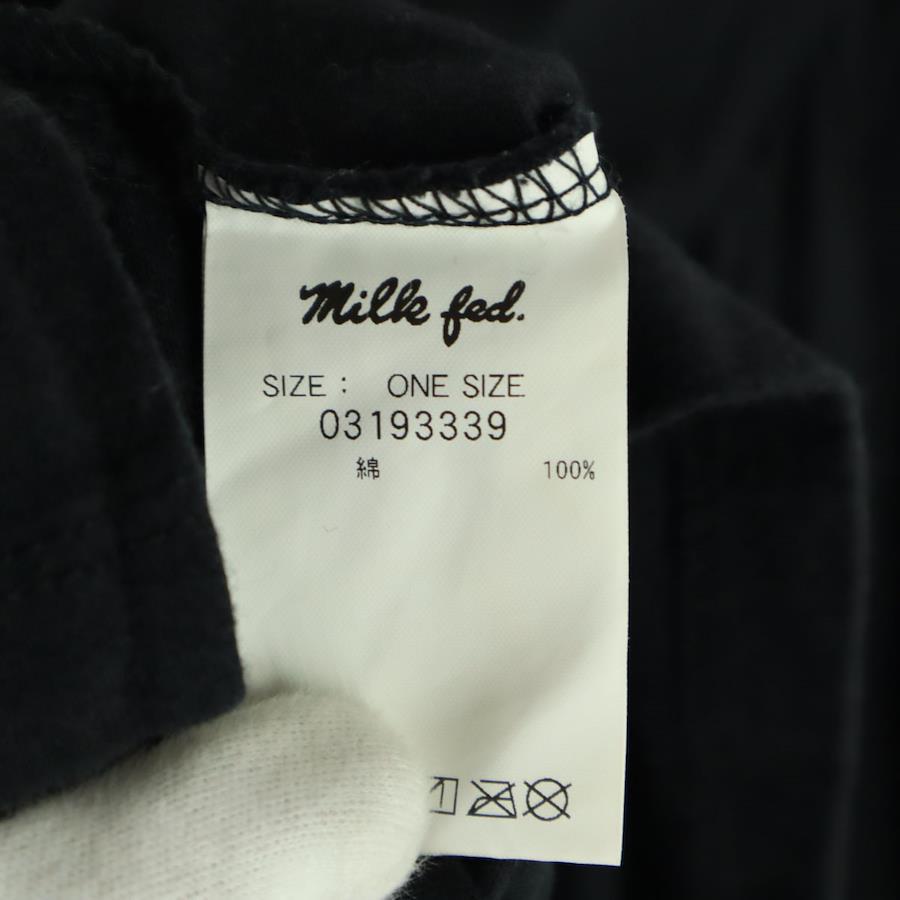 Milk fed.
SIZE : ONE SIZE
03193339
綿 100%